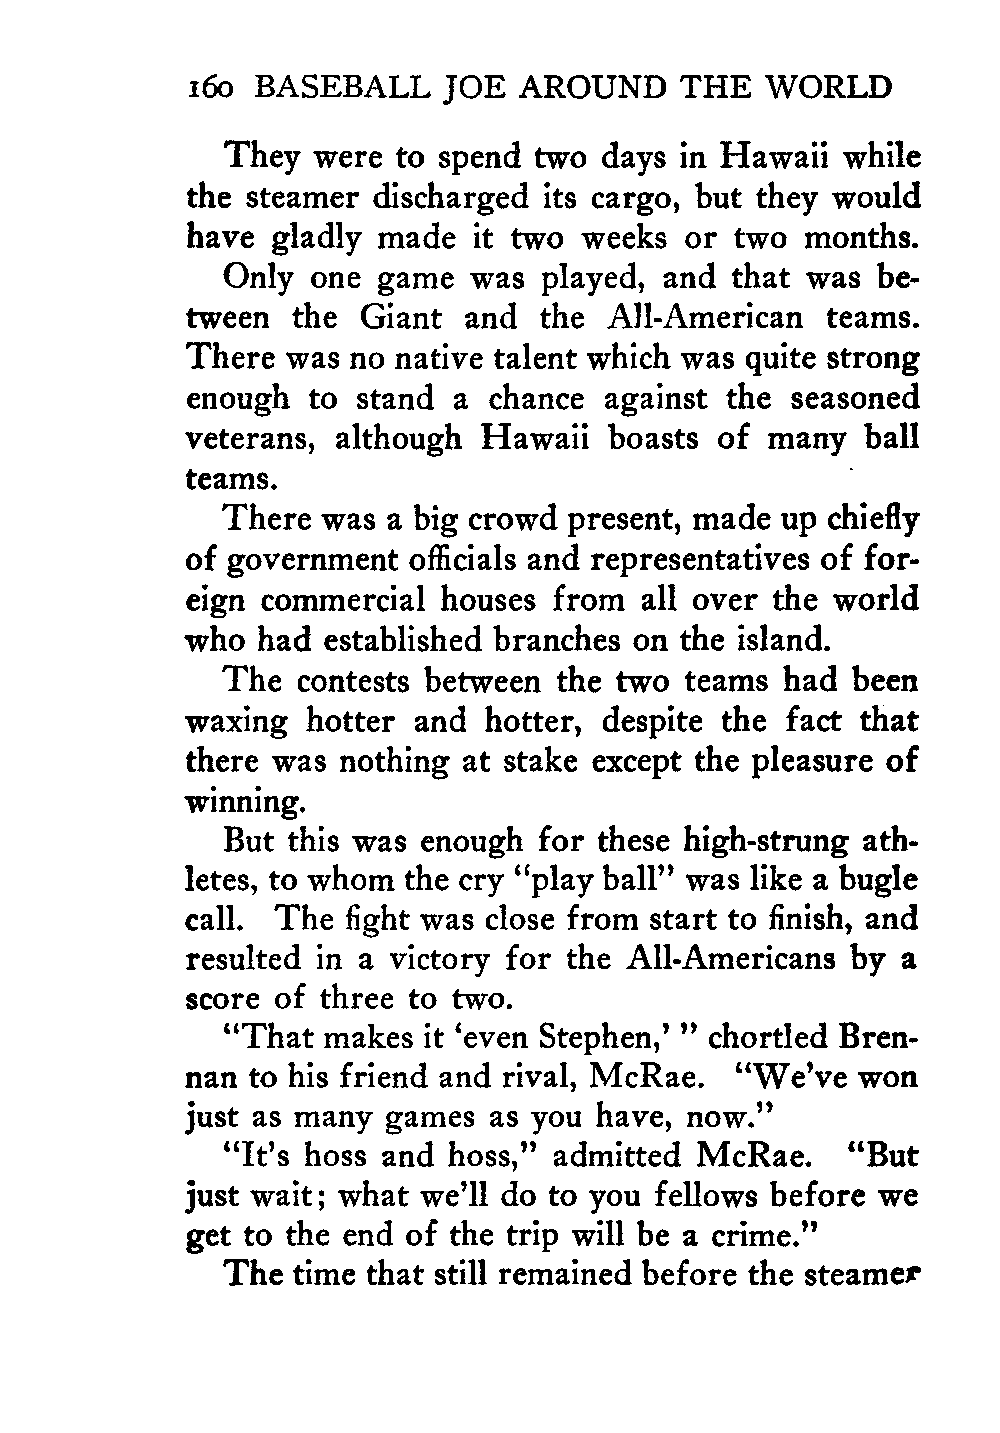 160 BASEBALL JOE AROUND THE WORLD
They were to spend two days in Hawaii while
the steamer discharged its cargo, but they would
have gladly made it two weeks or two months.
Only one game was played, and that was be-
tween the Giant and the All-American teams.
There was no native talent which was quite strong
enough to stand a chance against the seasoned
veterans, although Hawaii boasts of many ball
teams.
There was a big crowd present, made up chiefly
of government officials and representatives of for-
eign commercial houses from all over the world
who had established branches on the island.
The contests between the two teams had been
waxing hotter and hotter, despite the fact that
there was nothing at stake except the pleasure of
winning.
But this was enough for these high-strung ath-
letes, to whom the cry “play ball” was like a bugle
call. The fight was close from start to finish, and
resulted in a victory for the All-Americans by a
score of three to two.
“That makes it ‘even Stephen,’ ” chortled Bren-
nan to his friend and rival, McRae. “We’ve won
just as many games as you have, now.”
“It’s hoss and hoss,” admitted McRae. “But
just wait; what we’ll do to you fellows before we
get to the end of the trip will be a crime.”
The time that still remained before the steamer